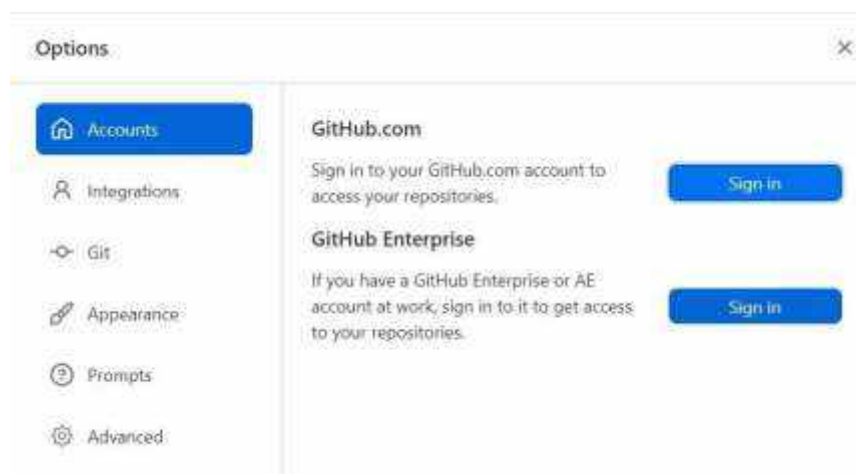 Options
Accounts
Integrations
Git
Appearance
Prompts
Advanced
GitHub.com
Sign in to your GitHub.com account to
access your repositories.
Sign in
GitHub Enterprise
If you have a GitHub Enterprise or AE
account at work, sign in to it to get access
to your repositories.
Sign in